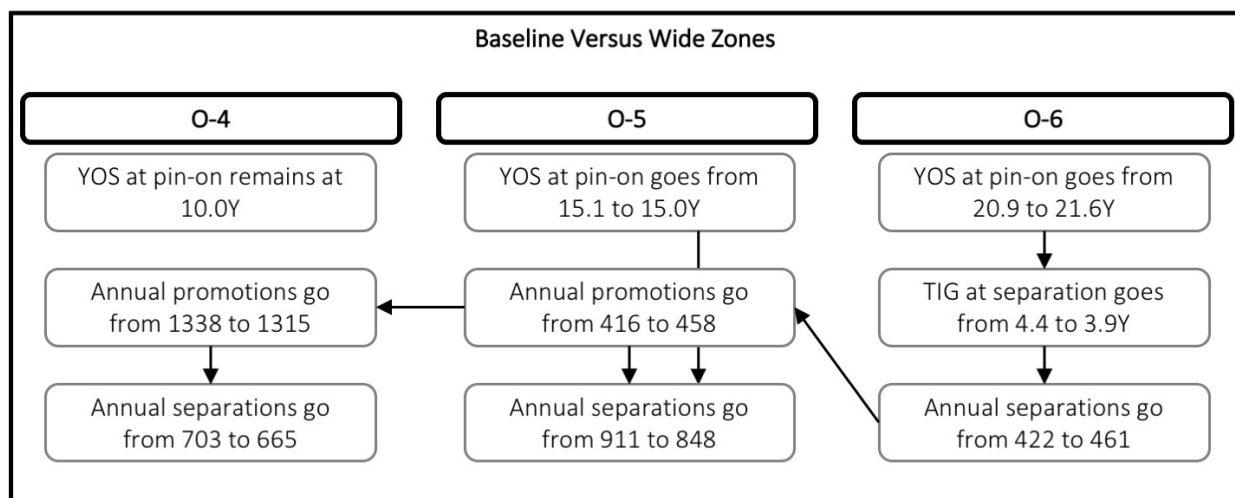 Baseline Versus Wide Zones
O-4
YOS at pin-on remains at
10.0Y
Annual promotions go
from 1338 to 1315
Annual separations go
from 703 to 665
O-5
YOS at pin-on goes from
15.1 to 15.0Y
Annual promotions go
from 416 to 458
Annual separations go
from 911 to 848
O-6
YOS at pin-on goes from
20.9 to 21.6Y
TIG at separation goes
from 4.4 to 3.9Y
Annual separations go
from 422 to 461